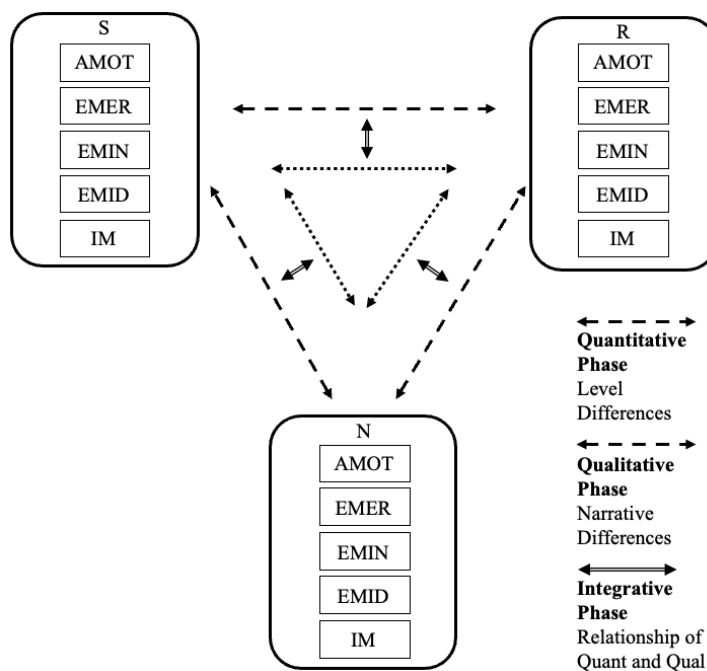 S
AMOT
EMER
EMIN
EMID
IM
R
AMOT
EMER
EMIN
EMID
IM
N
AMOT
EMER
EMIN
EMID
IM
Quantitative
Phase
Level
Differences
Qualitative
Phase
Narrative
Differences
Integrative
Phase
Relationship of
Quant and Qual